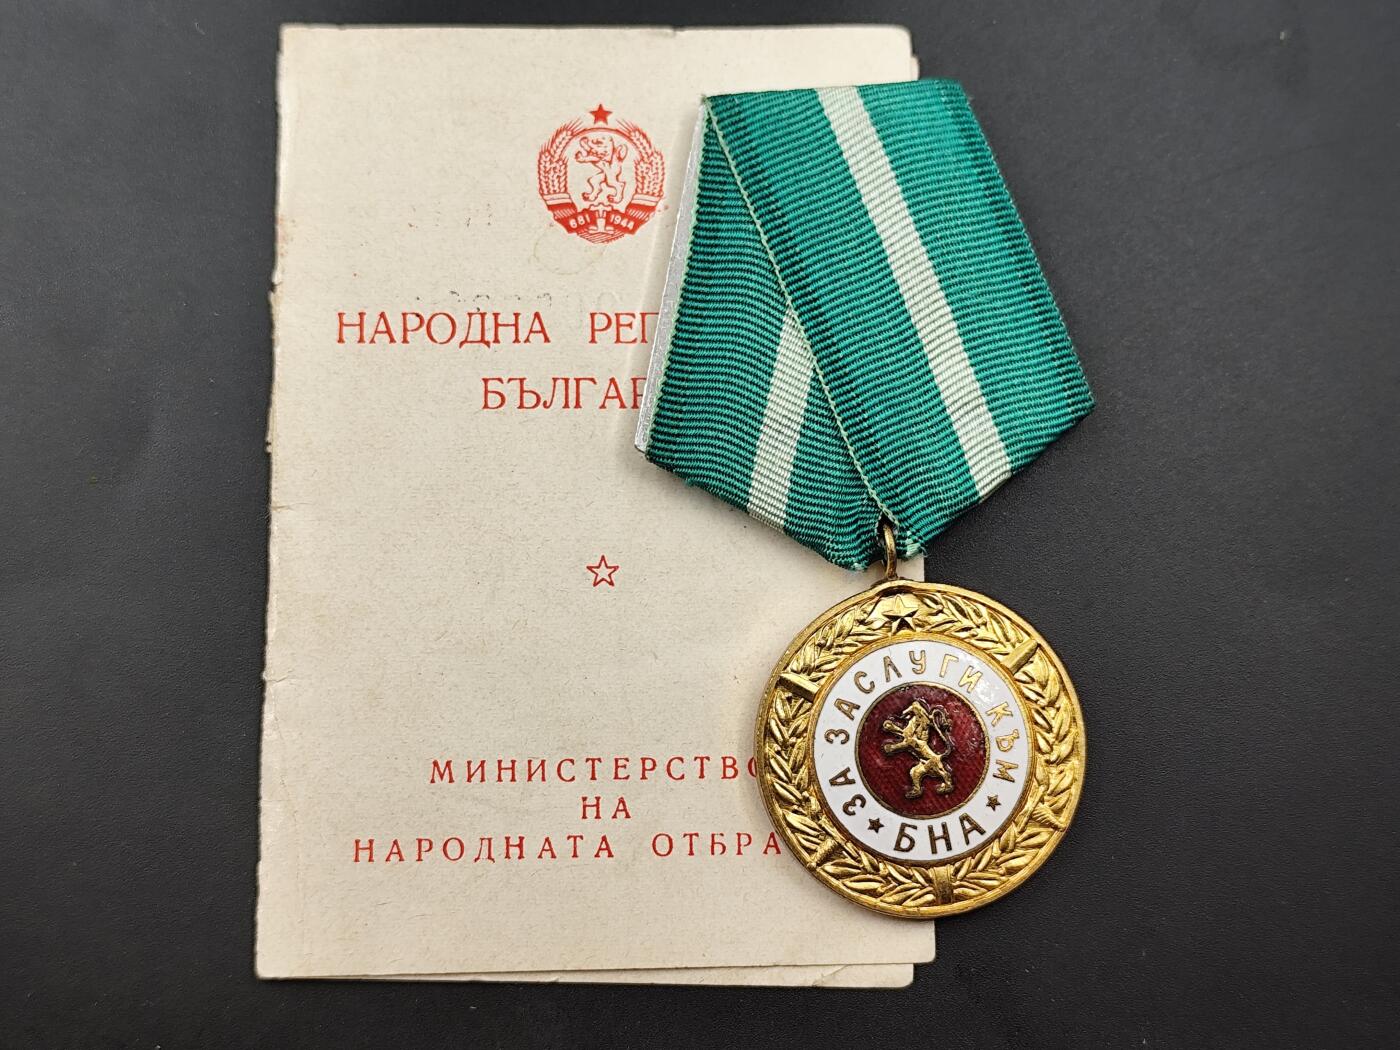 681 1944
НАРОДНА РЕП
БЪЛГАР
МИНИСТЕРСТВО
НА
НАРОДНАТА ОТБРА
ЗА ЗАСЛУГИ КЪМ
БНА